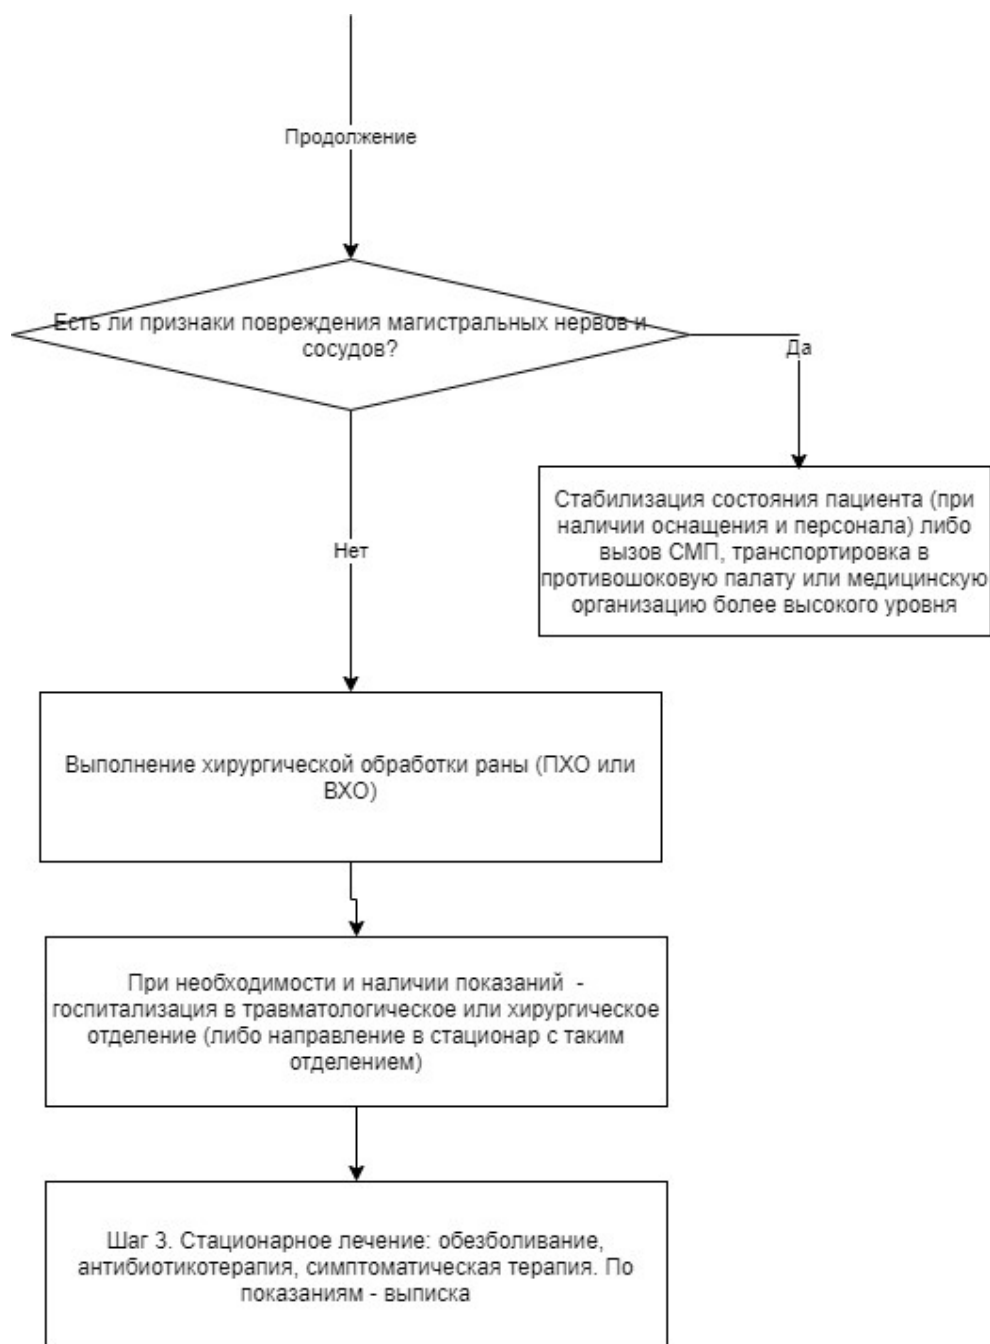 Продолжение
Есть ли признаки повреждения магистральных нервов и
сосудов?
Да
Стабилизация состояния пациента (при
наличии оснащения и персонала) либо
вызов СМП, транспортировка в
противошоковую палату или медицинскую
организацию более высокого уровня
Нет
Выполнение хирургической обработки раны (ПХО или
ВХО)
При необходимости и наличии показаний -
госпитализация в травматологическое или хирургическое
отделение (либо направление в стационар с таким
отделением)
Шаг 3. Стационарное лечение: обезболивание,
антибиотикотерапия, симптоматическая терапия. По
показаниям - выписка